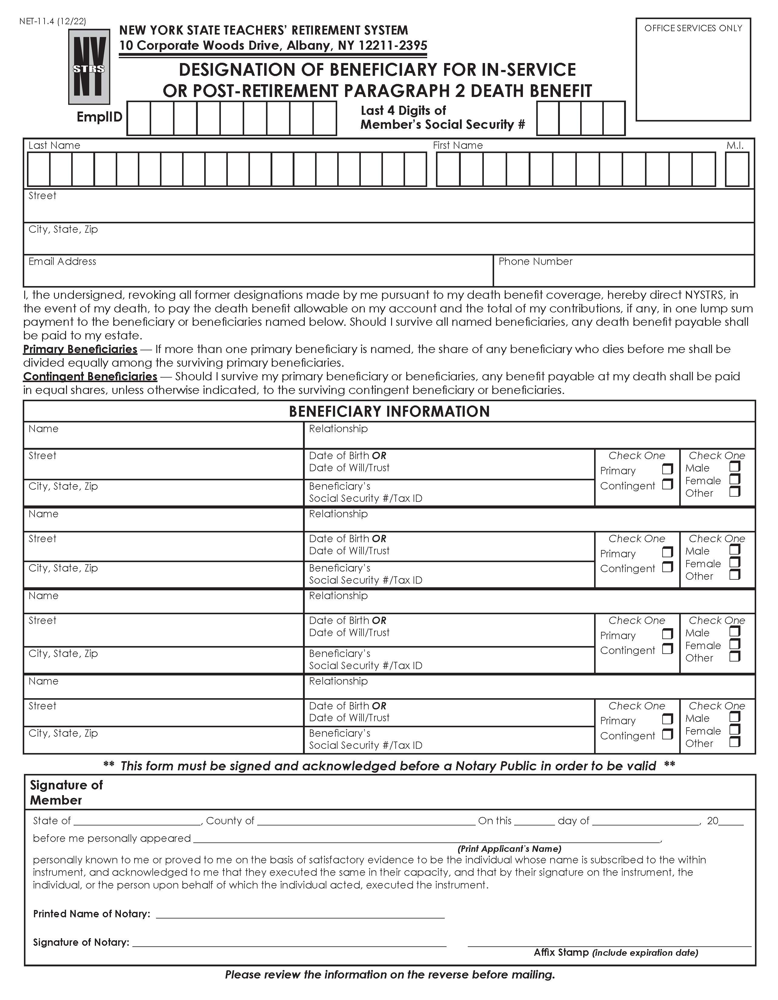 NET-11.4 (12/22)
NEW YORK STATE TEACHERS’ RETIREMENT SYSTEM
10 Corporate Woods Drive, Albany, NY 12211-2395
OFFICE SERVICES ONLY
NY
STRS
DESIGNATION OF BENEFICIARY FOR IN-SERVICE
OR POST-RETIREMENT PARAGRAPH 2 DEATH BENEFIT
EmplID
Last 4 Digits of
Member’s Social Security #
Last Name First Name M.I.
Street
City, State, Zip
Email Address Phone Number
I, the undersigned, revoking all former designations made by me pursuant to my death benefit coverage, hereby direct NYSTRS, in
the event of my death, to pay the death benefit allowable on my account and the total of my contributions, if any, in one lump sum
payment to the beneficiary or beneficiaries named below. Should I survive all named beneficiaries, any death benefit payable shall
be paid to my estate.
Primary Beneficiaries — If more than one primary beneficiary is named, the share of any beneficiary who dies before me shall be
divided equally among the surviving primary beneficiaries.
Contingent Beneficiaries — Should I survive my primary beneficiary or beneficiaries, any benefit payable at my death shall be paid
in equal shares, unless otherwise indicated, to the surviving contingent beneficiary or beneficiaries.
BENEFICIARY INFORMATION
Name Relationship
Street
Date of Birth OR
Date of Will/Trust
Check One
Primary
Contingent
Check One
Male
Female
Other
City, State, Zip
Beneficiary’s
Social Security #/Tax ID
Name Relationship
Street
Date of Birth OR
Date of Will/Trust
Check One
Primary
Contingent
Check One
Male
Female
Other
City, State, Zip
Beneficiary’s
Social Security #/Tax ID
Name Relationship
Street
Date of Birth OR
Date of Will/Trust
Check One
Primary
Contingent
Check One
Male
Female
Other
City, State, Zip
Beneficiary’s
Social Security #/Tax ID
Name Relationship
Street
Date of Birth OR
Date of Will/Trust
Check One
Primary
Contingent
Check One
Male
Female
Other
City, State, Zip
Beneficiary’s
Social Security #/Tax ID
** This form must be signed and acknowledged before a Notary Public in order to be valid **
Signature of
Member
State of ____________________, County of ____________________ On this ______ day of ____________________, 20____
before me personally appeared ____________________,
(Print Applicant’s Name)
personally known to me or proved to me on the basis of satisfactory evidence to be the individual whose name is subscribed to the within
instrument, and acknowledged to me that they executed the same in their capacity, and that by their signature on the instrument, the
individual, or the person upon behalf of which the individual acted, executed the instrument.
Printed Name of Notary: ____________________
Signature of Notary: ____________________ ____________________
Affix Stamp (include expiration date)
Please review the information on the reverse before mailing.